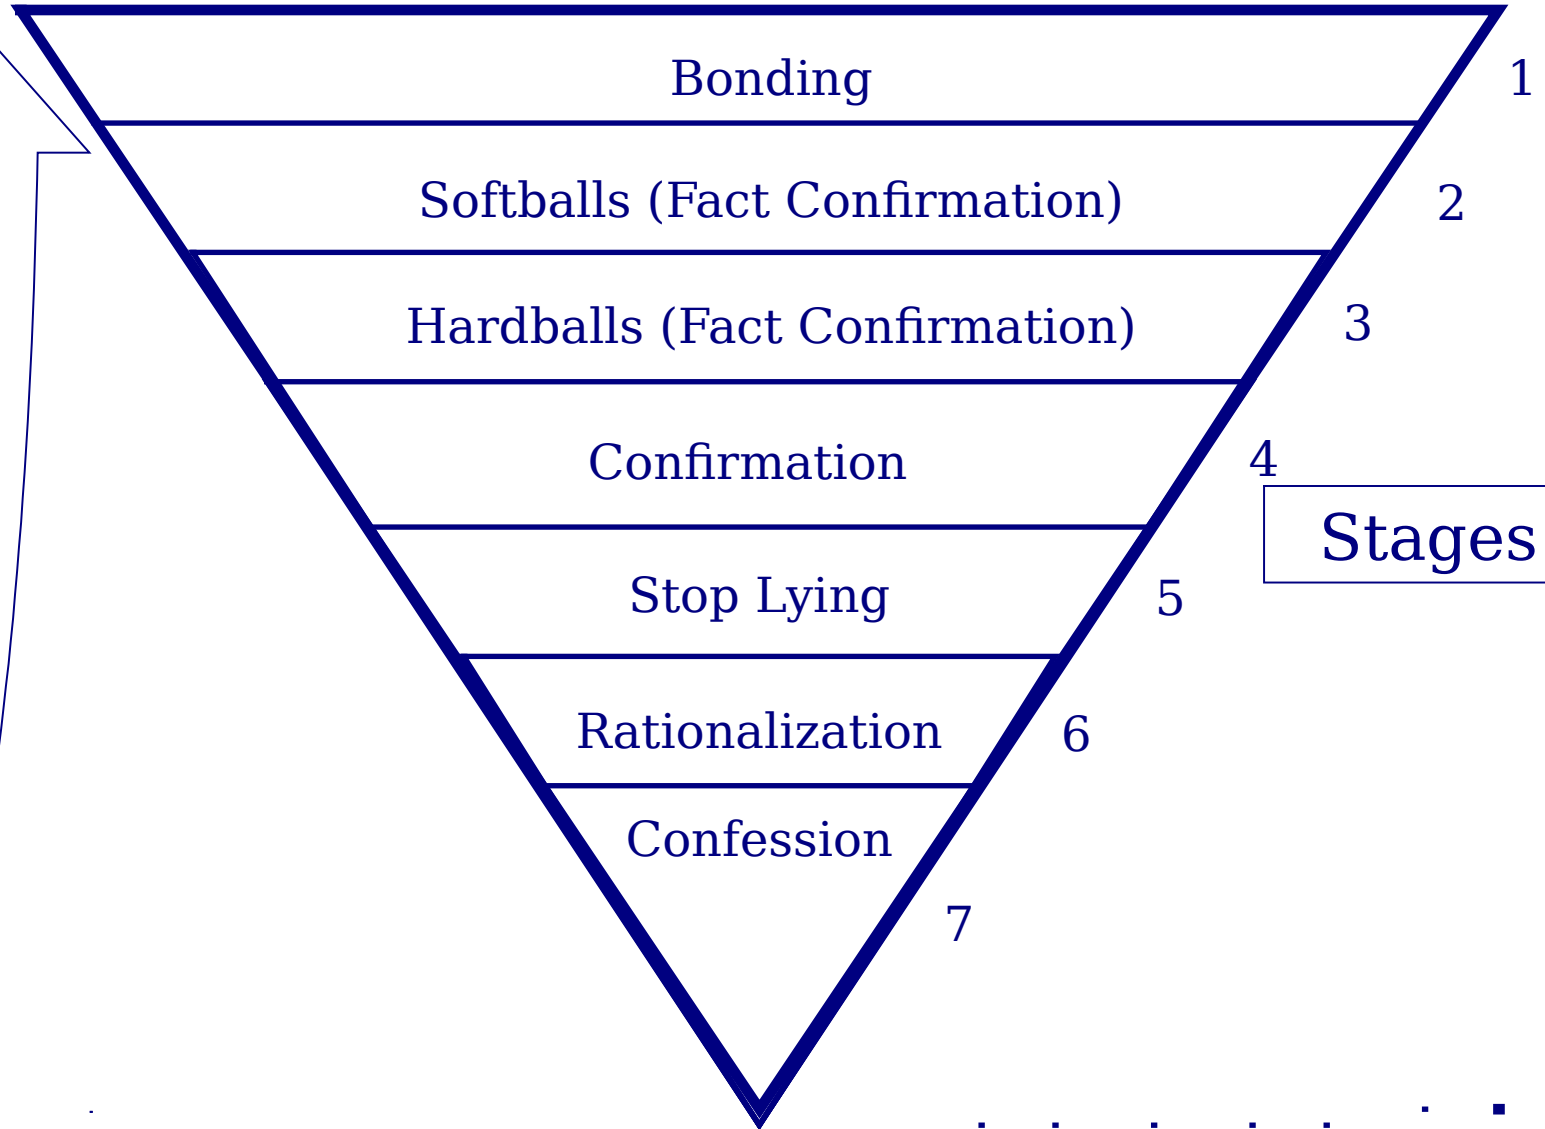 Bonding 1
Softballs (Fact Confirmation) 2
Hardballs (Fact Confirmation) 3
Confirmation 4
Stages
Stop Lying 5
Rationalization 6
Confession
7